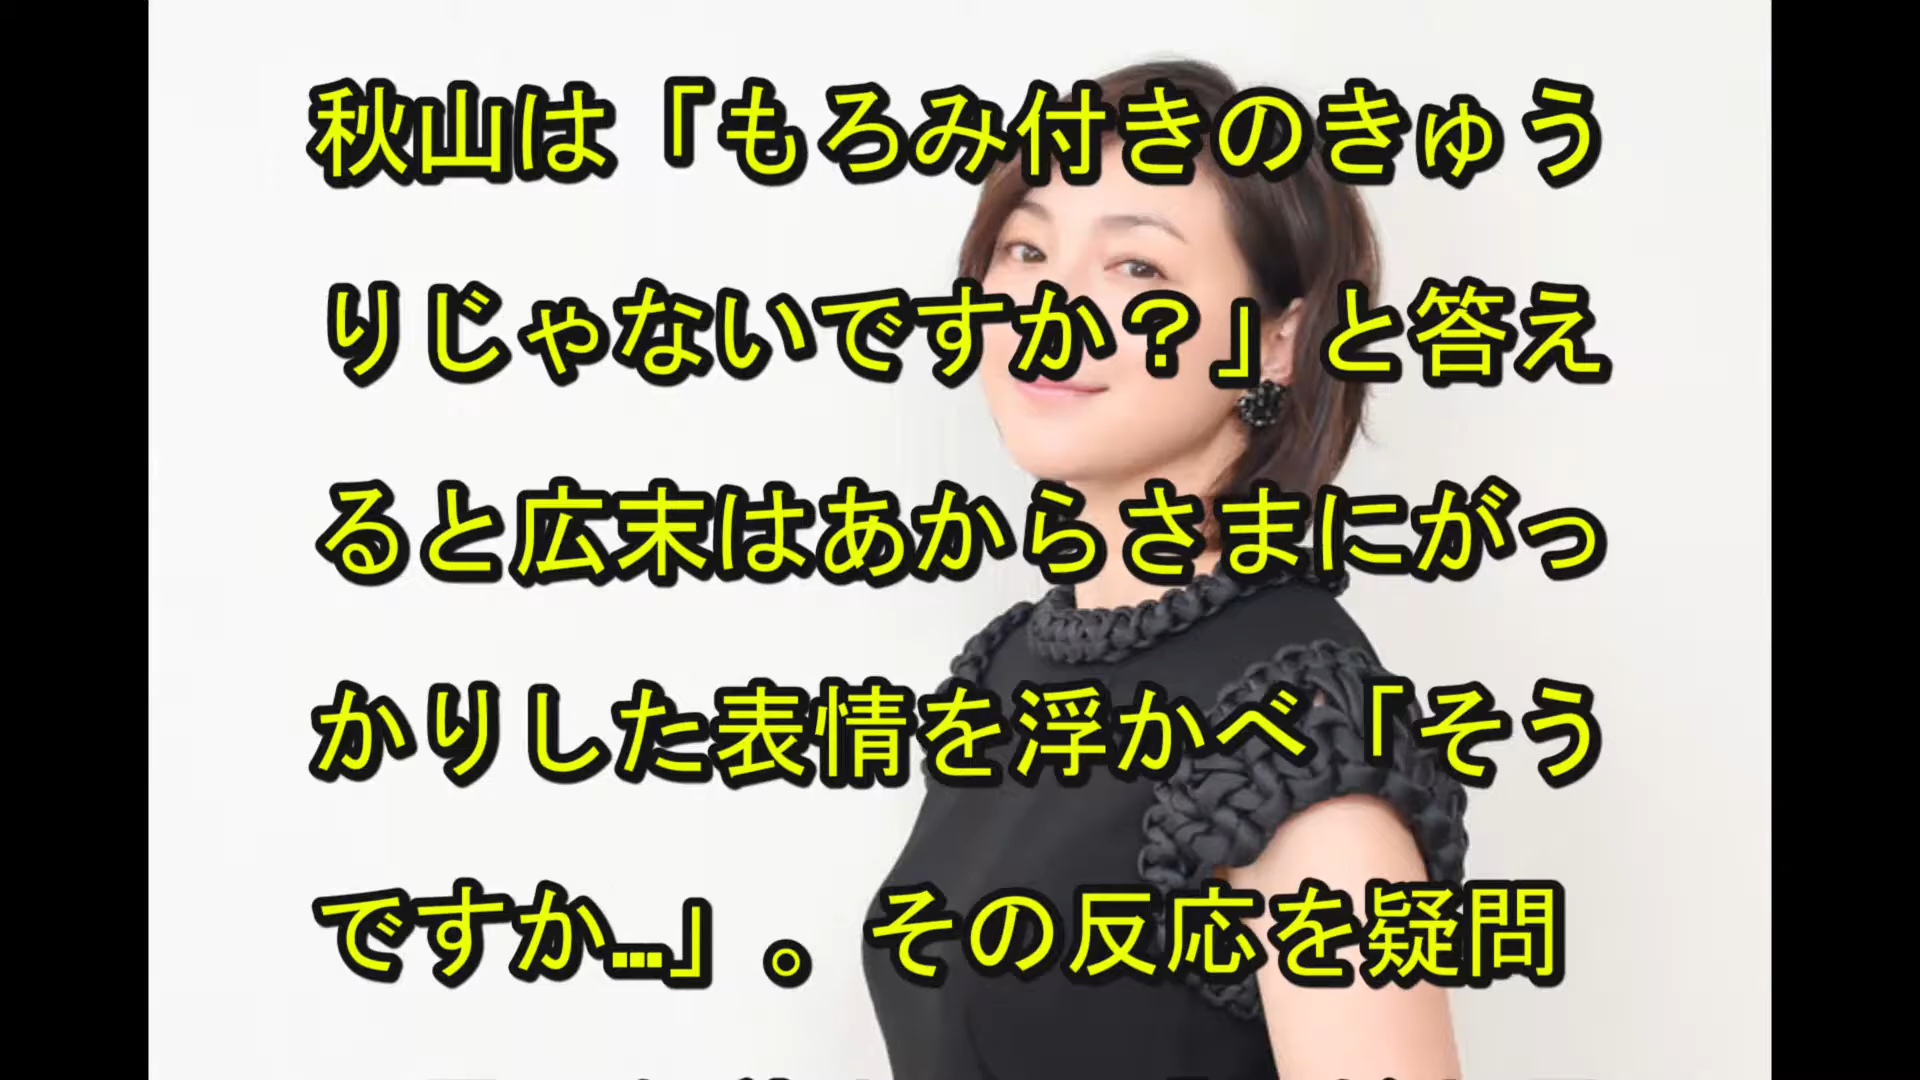 秋山は「もろみ付きのきゅう
りじゃないですか？」と答え
ると広末はあからさまにがっ
かりした表情を浮かべ「そう
ですか…」。その反応を疑問